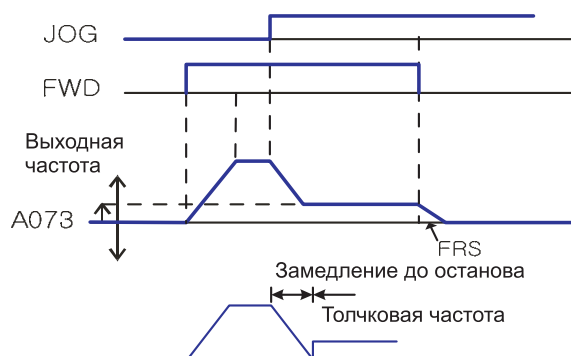 JOG
FWD
Выходная
частота
A073
FRS
Замедление до останова
Толчковая частота